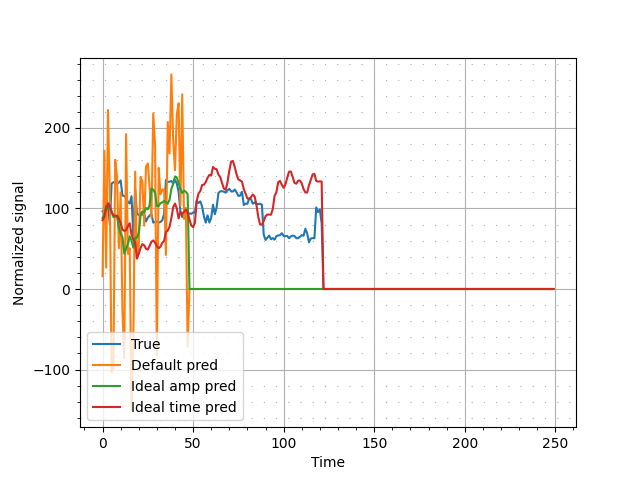 Normalized signal
200
100
0
−100
True
Default pred
Ideal amp pred
Ideal time pred
0
50
100
150
200
250
Time